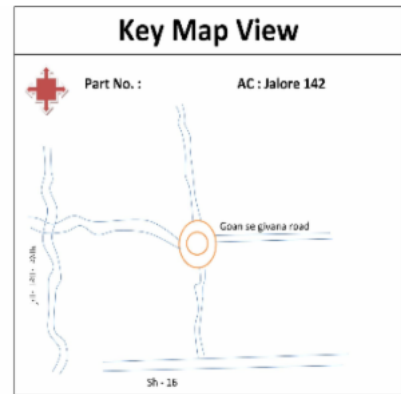 Key Map View
Part No. :
AC : Jalore 142
Goan se givana road
Sh - 16